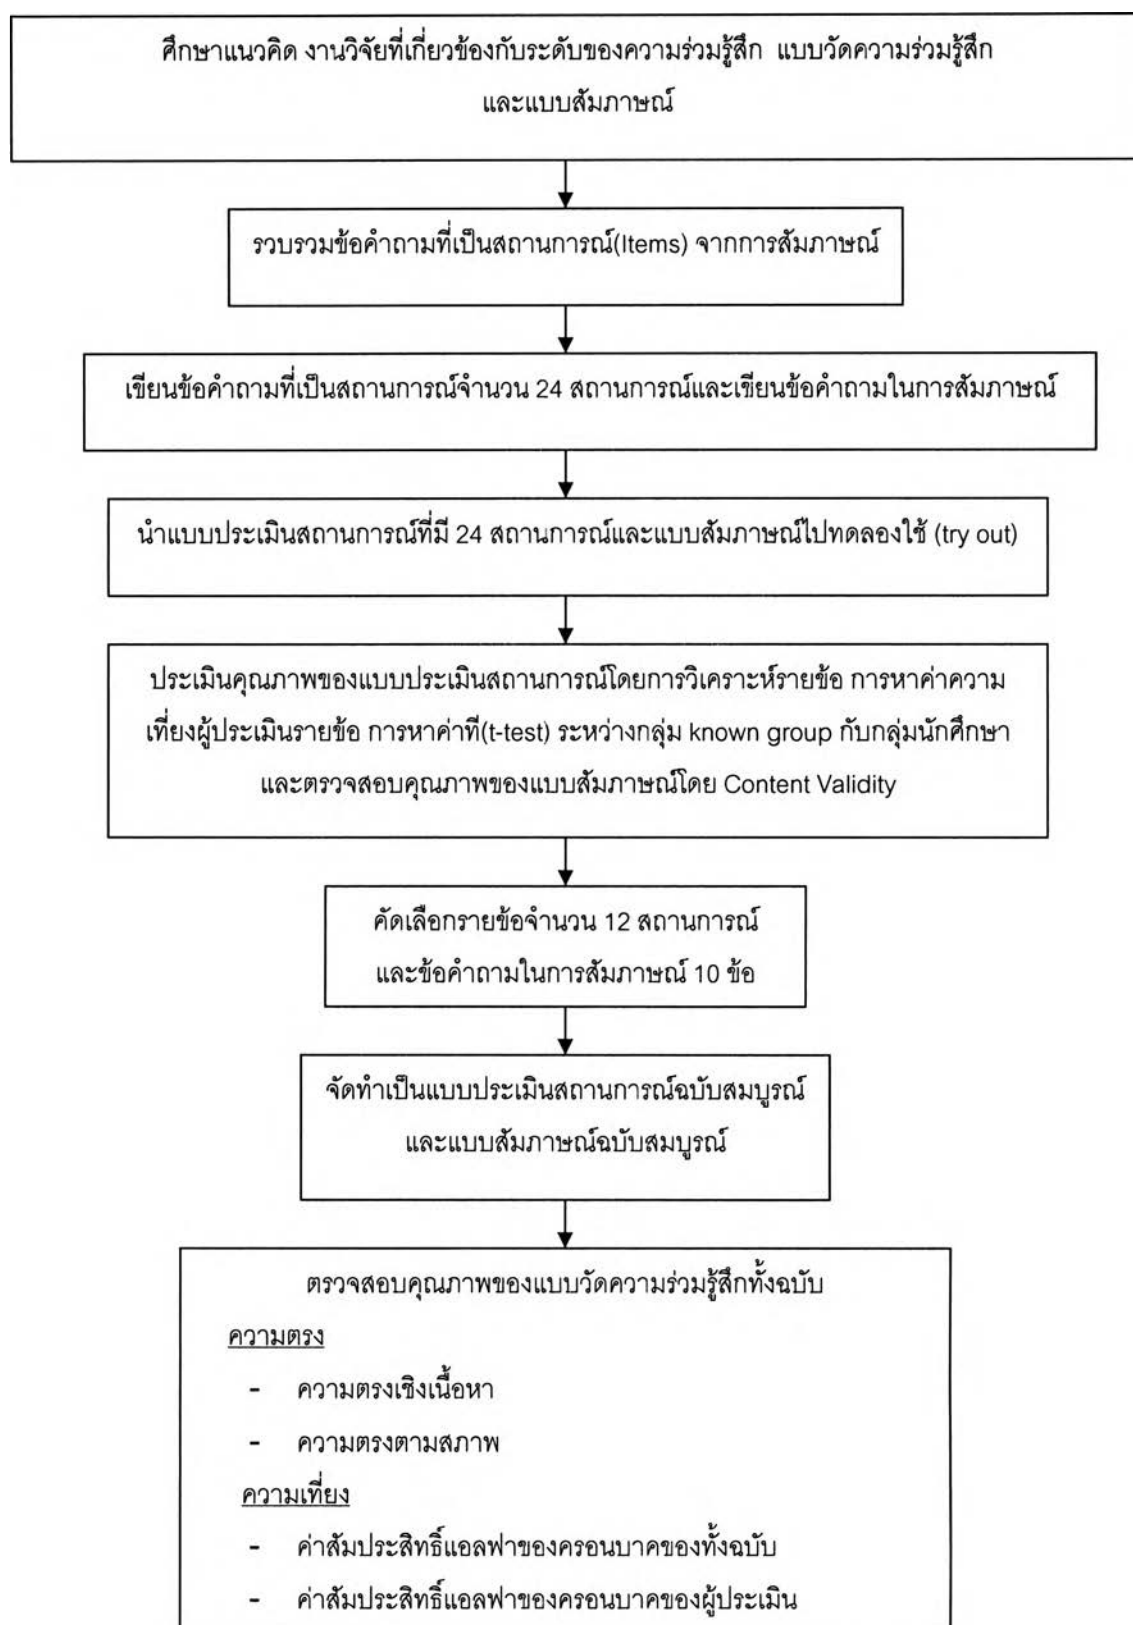 ศึกษาแนวคิด งานวิจัยที่เกี่ยวข้องกับระดับของความร่วมรู้สึก แบบวัดความร่วมรู้สึก
และแบบสัมภาษณ์
รวบรวมข้อคำถามที่เป็นสถานการณ์(Items) จากการสัมภาษณ์
เขียนข้อคำถามที่เป็นสถานการณ์จำนวน 24 สถานการณ์และเขียนข้อคำถามในการสัมภาษณ์
นำแบบประเมินสถานการณ์ที่มี 24 สถานการณ์และแบบสัมภาษณ์ไปทดลองใช้ (try out)
ประเมินคุณภาพของแบบประเมินสถานการณ์โดยการวิเคราะห์รายข้อ การหาค่าความ
เที่ยงผู้ประเมินรายข้อ การหาค่าที(t-test) ระหว่างกลุ่ม known group กับกลุ่มนักศึกษา
และตรวจสอบคุณภาพของแบบสัมภาษณ์โดย Content Validity
คัดเลือกรายข้อจำนวน 12 สถานการณ์
และข้อคำถามในการสัมภาษณ์ 10 ข้อ
จัดทำเป็นแบบประเมินสถานการณ์ฉบับสมบูรณ์
และแบบสัมภาษณ์ฉบับสมบูรณ์
ตรวจสอบคุณภาพของแบบวัดความร่วมรู้สึกทั้งฉบับ
ความตรง
- ความตรงเชิงเนื้อหา
- ความตรงตามสภาพ
ความเที่ยง
- ค่าสัมประสิทธิ์แอลฟาของครอนบาคของทั้งฉบับ
- ค่าสัมประสิทธิ์แอลฟาของครอนบาคของผู้ประเมิน